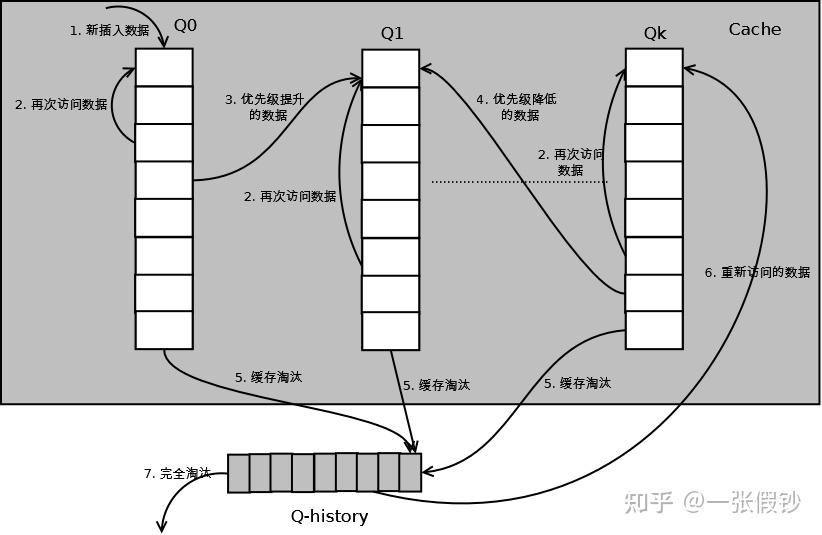 1. 新插入数据
Q0
Q1
Qk
Cache
2. 再次访问数据
3. 优先级提升
的数据
4. 优先级降低
的数据
2. 再次访问
数据
2. 再次访问数据
6. 重新访问的数据
5. 缓存淘汰
5. 缓存淘汰
5. 缓存淘汰
7. 完全淘汰
Q-history
知乎 @一张假钞